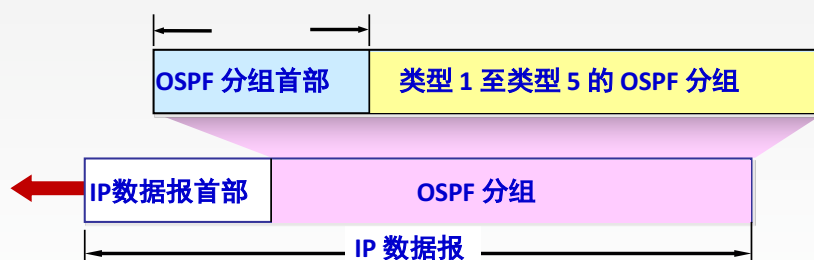 OSPF 分组首部 类型 1 至类型 5 的 OSPF 分组
IP数据报首部 OSPF 分组
IP 数据报